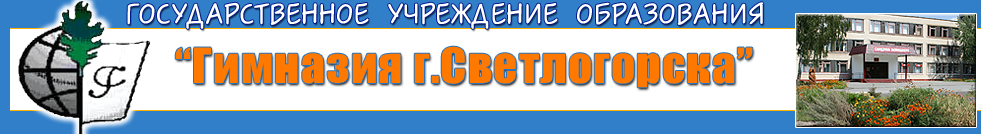 ГОСУДАРСТВЕННОЕ УЧРЕЖДЕНИЕ ОБРАЗОВАНИЯ
“Гимназия г.Светлогорска”